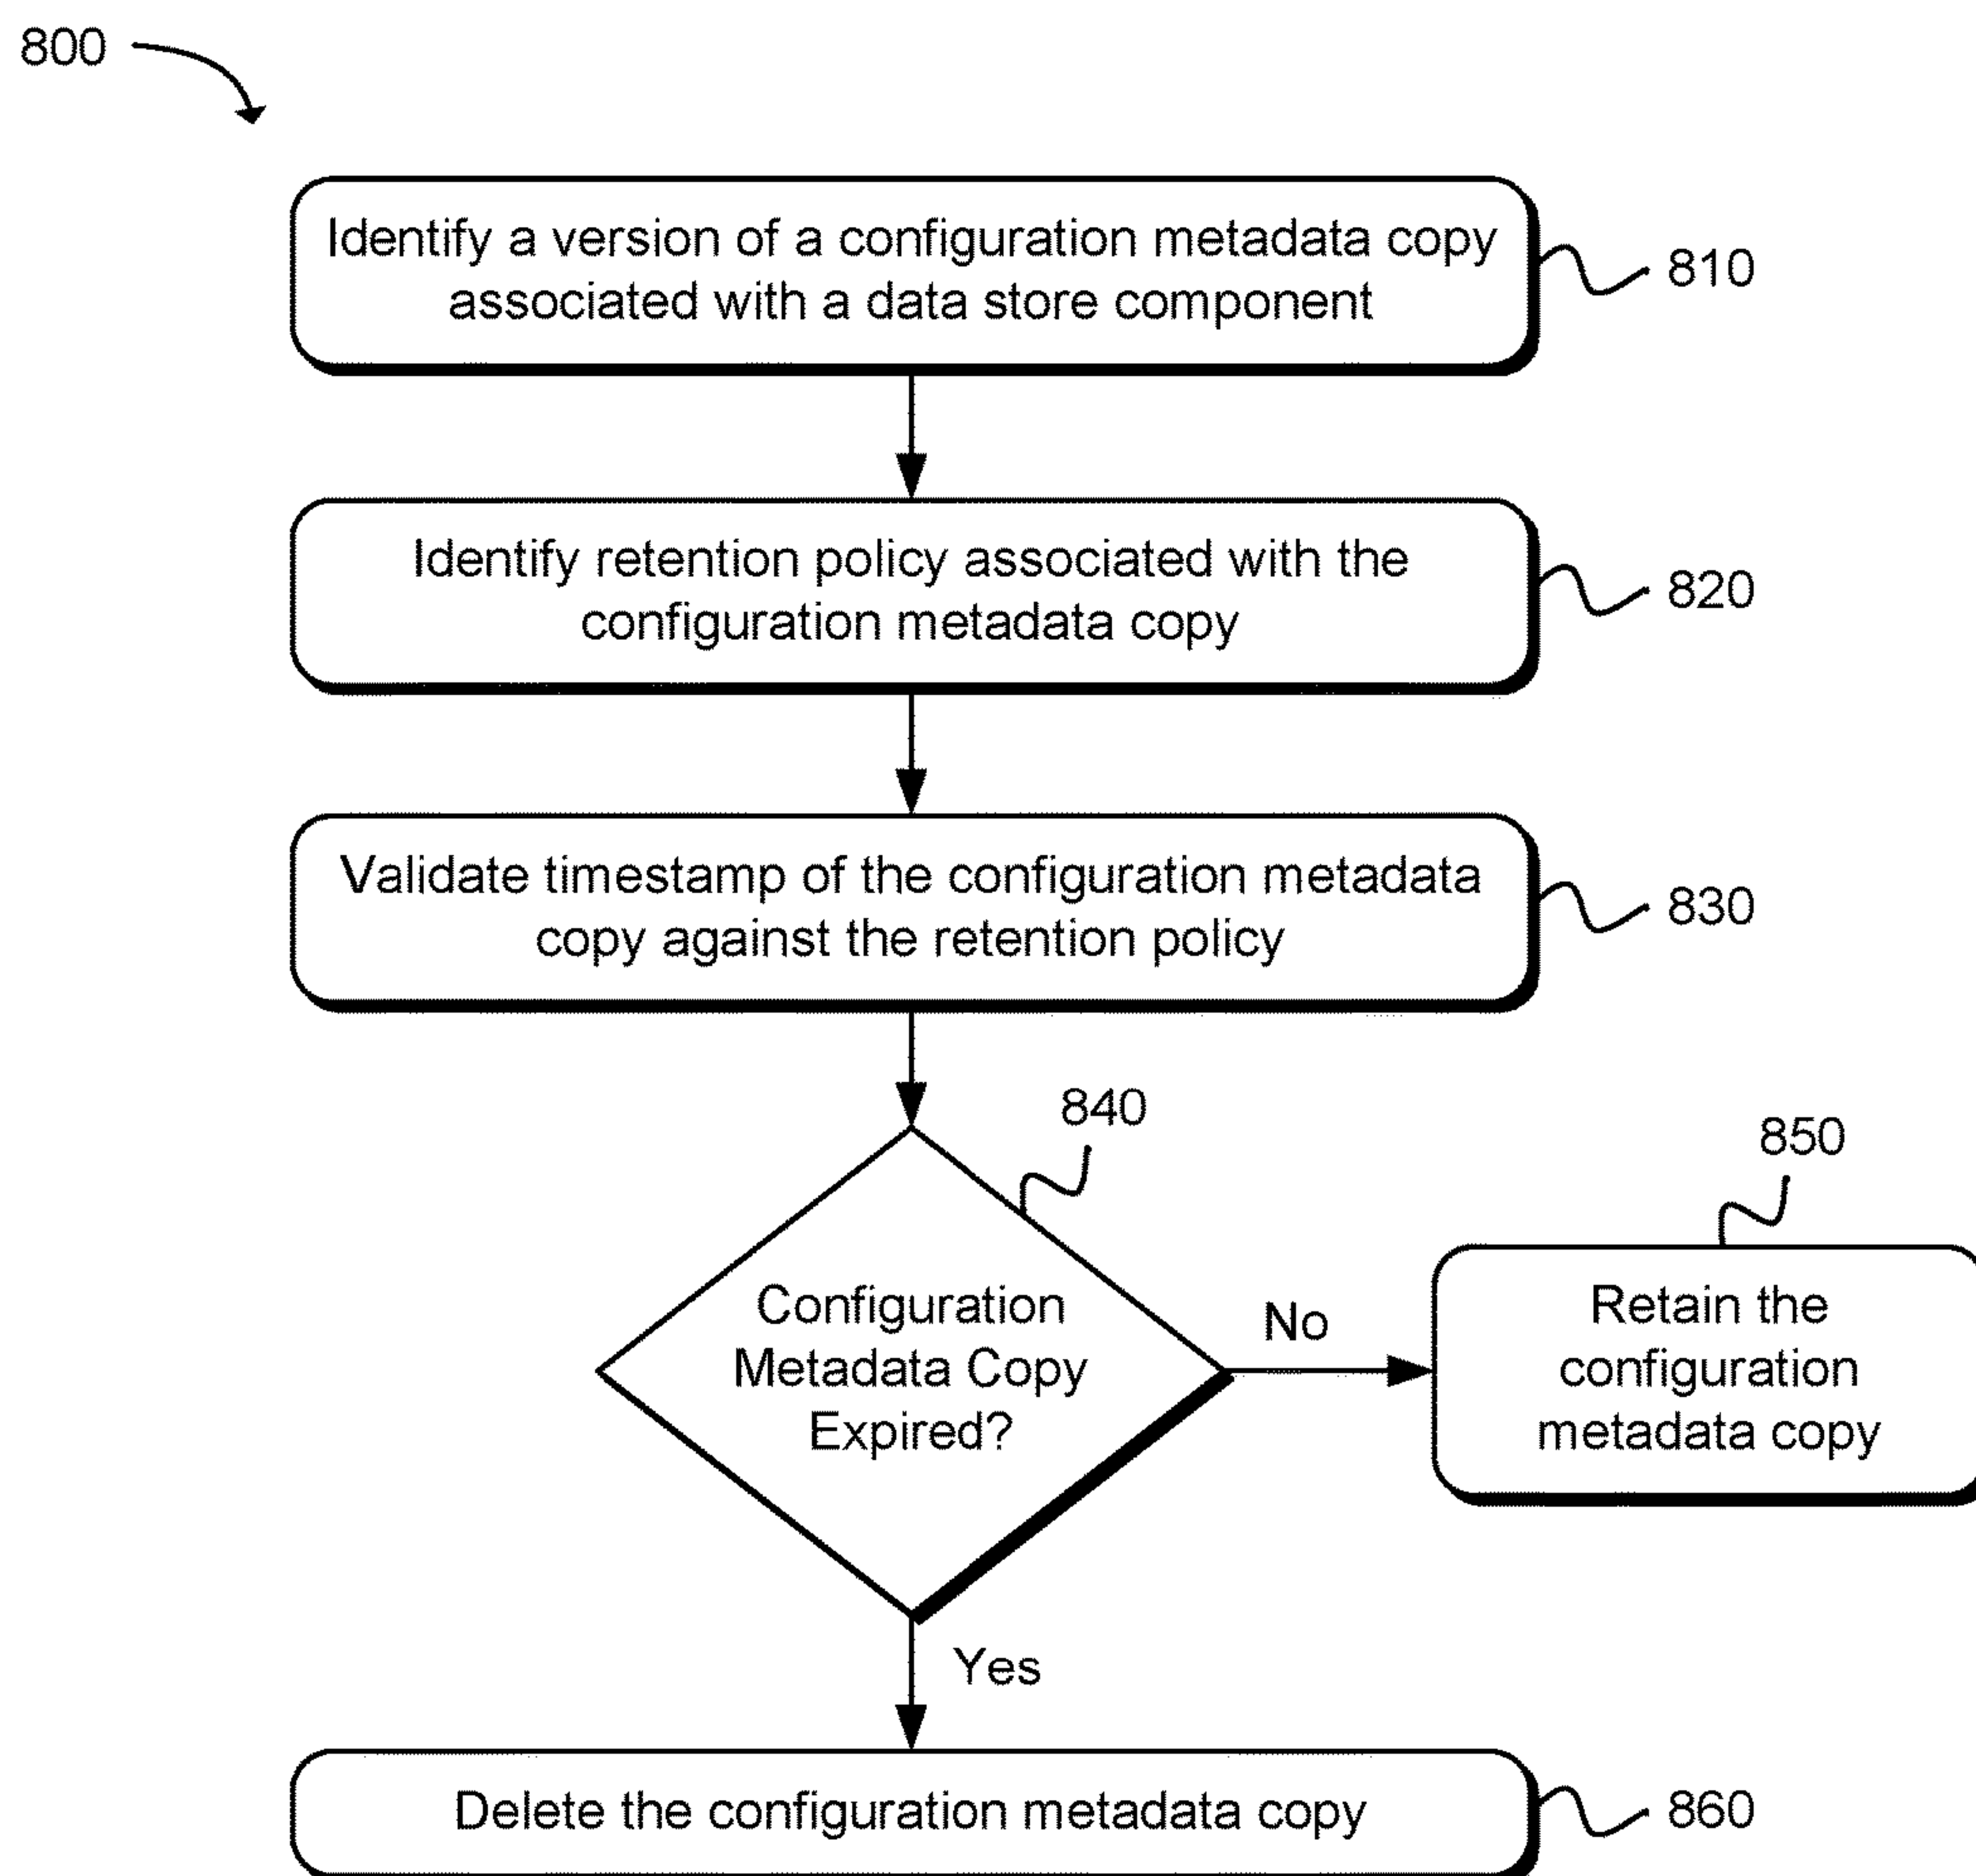 800
Identify a version of a configuration metadata copy
associated with a data store component
810
Identify retention policy associated with the
configuration metadata copy
820
Validate timestamp of the configuration metadata
copy against the retention policy
830
840
850
Configuration
Metadata Copy
Expired?
No
Retain the
configuration
metadata copy
Yes
Delete the configuration metadata copy
860